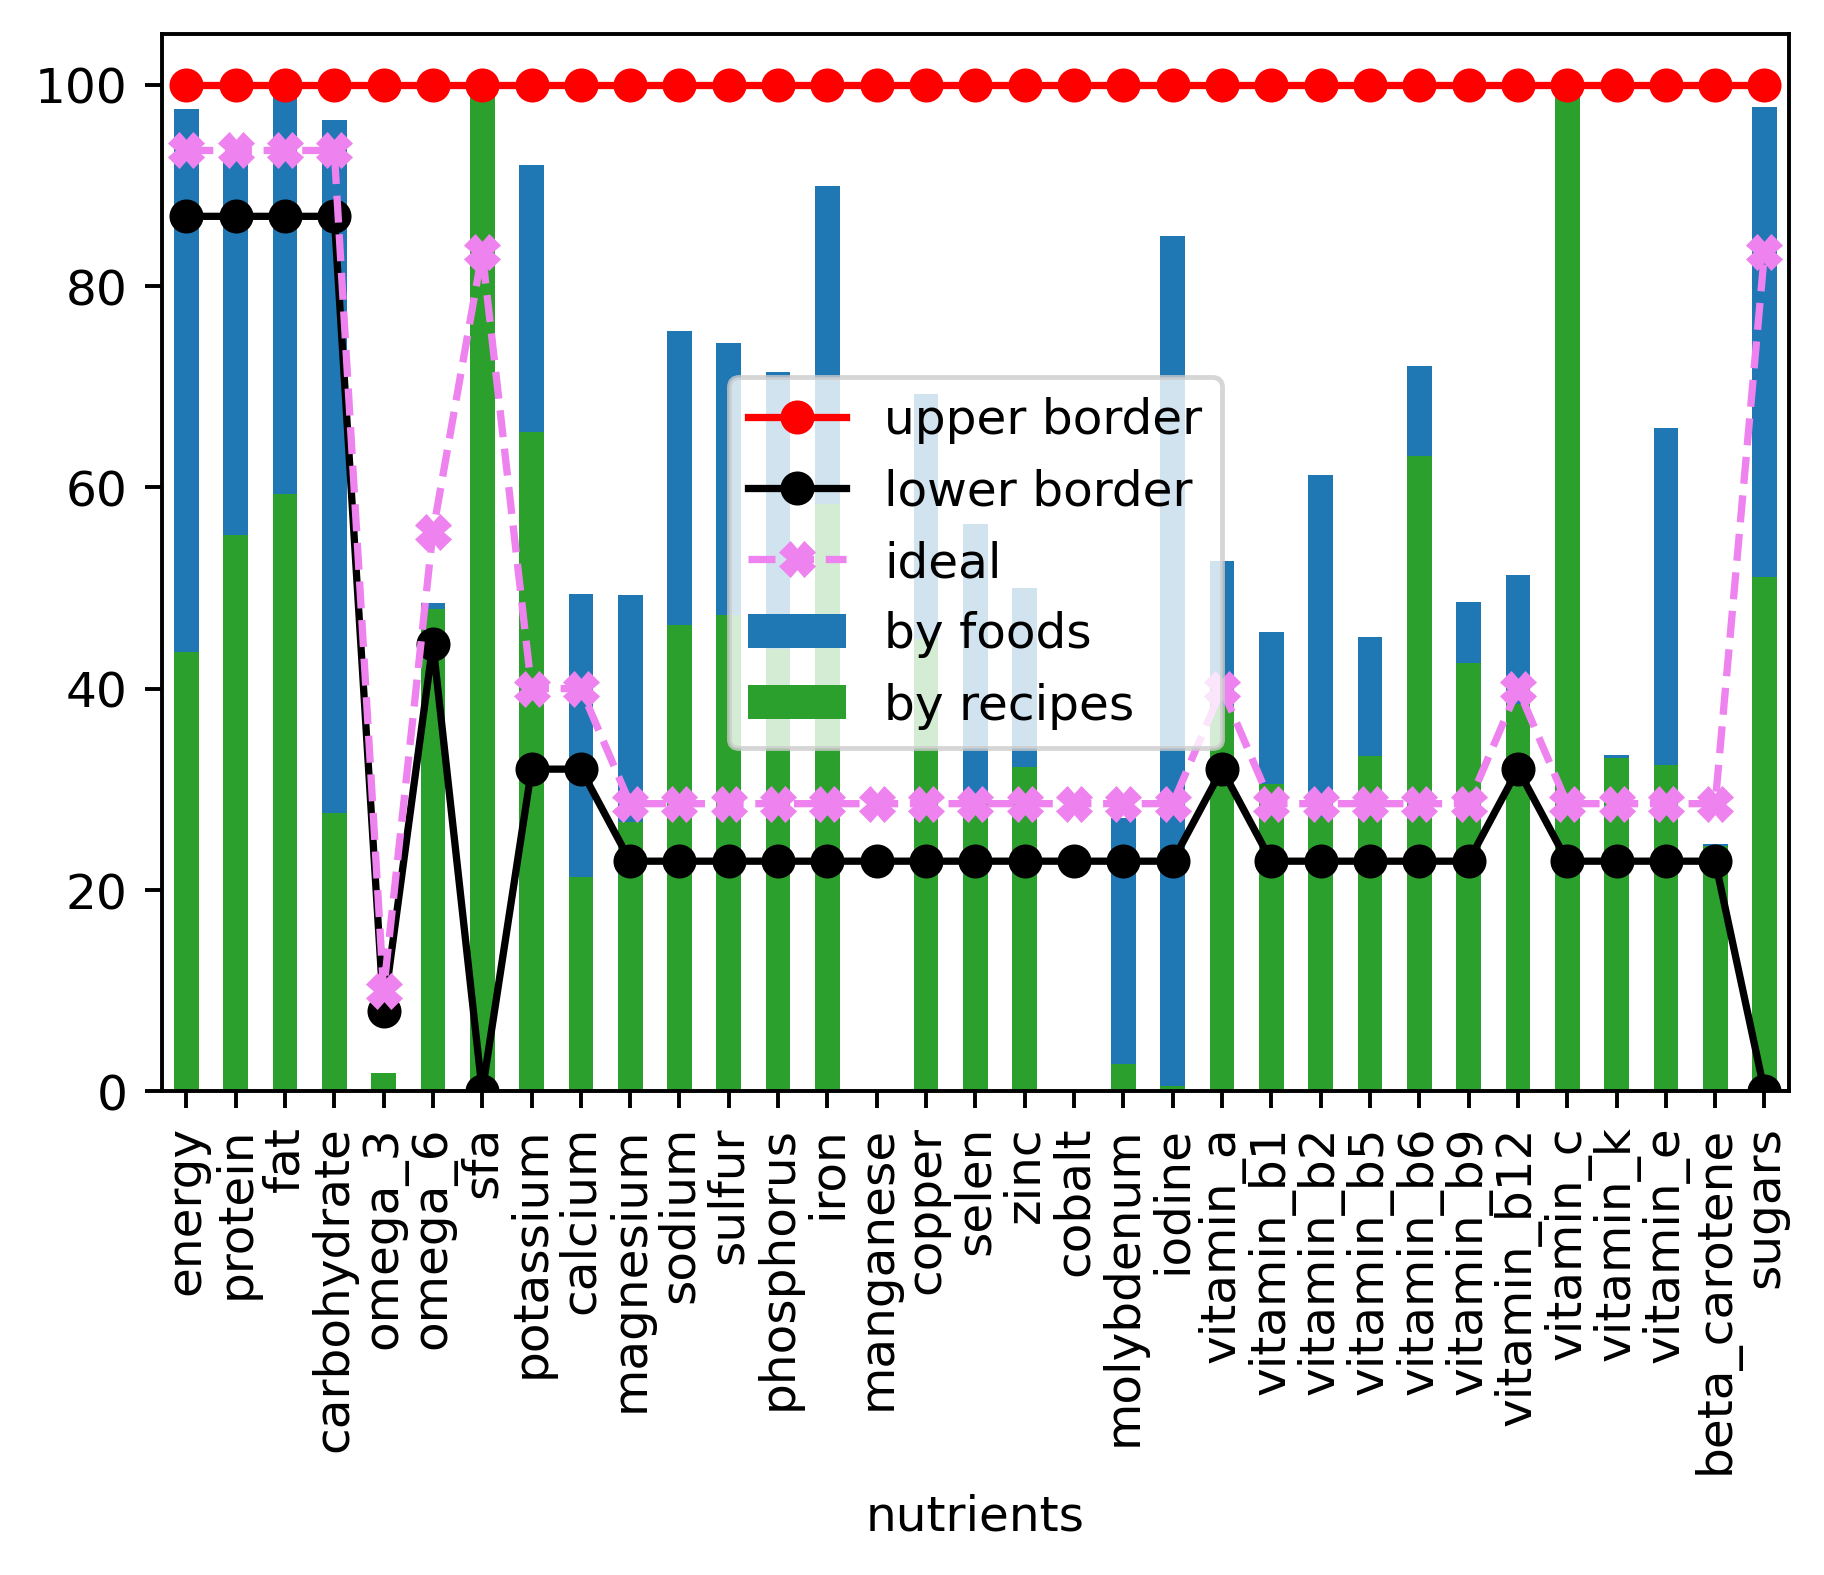 100
80
60
40
20
0
upper border
lower border
ideal
by foods
by recipes
energy
protein
fat
carbohydrate
omega_3
omega_6
sfa
potassium
calcium
magnesium
sodium
sulfur
phosphorus
iron
manganese
copper
selen
zinc
cobalt
molybdenum
iodine
vitamin_a
vitamin_b1
vitamin_b2
vitamin_b5
vitamin_b6
vitamin_b9
vitamin_b12
vitamin_c
vitamin_k
vitamin_e
beta_carotene
sugars
nutrients